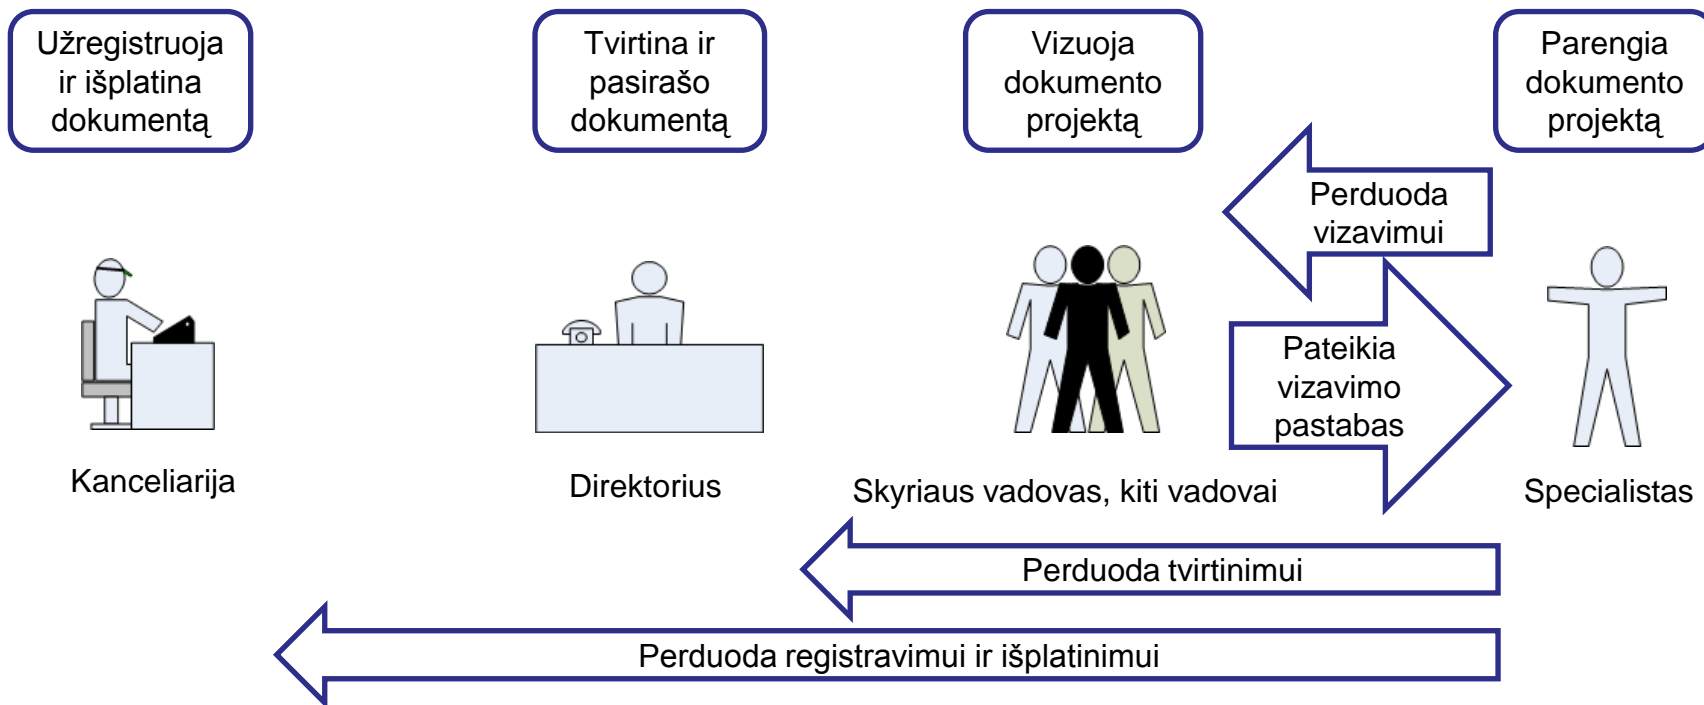 Užregistruoja
ir išplatina
dokumentą
Tvirtina ir
pasirašo
dokumentą
Vizuoja
dokumento
projektą
Parengia
dokumento
projektą
Perduoda
vizavimui
Pateikia
vizavimo
pastabas
Kanceliarija
Direktorius
Skyriaus vadovas, kiti vadovai
Specialistas
Perduoda tvirtinimui
Perduoda registravimui ir išplatinimui